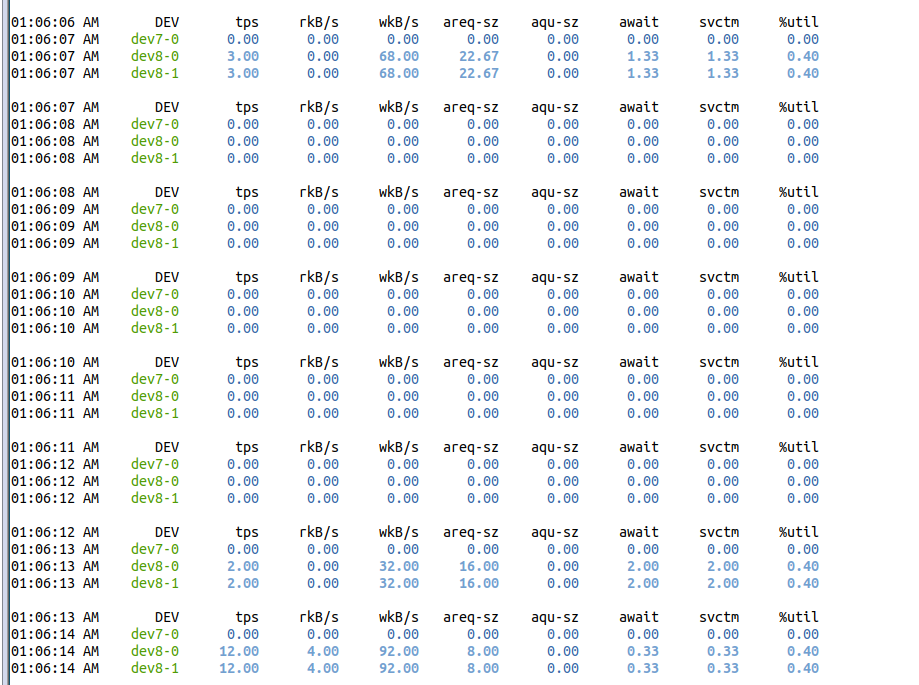 01:06:06 AM DEV tps rkB/s wkB/s areq-sz aqu-sz await svctm %util
01:06:07 AM dev7-0 0.00 0.00 0.00 0.00 0.00 0.00 0.00 0.00
01:06:07 AM dev8-0 3.00 0.00 68.00 22.67 0.00 1.33 1.33 0.40
01:06:07 AM dev8-1 3.00 0.00 68.00 22.67 0.00 1.33 1.33 0.40
01:06:07 AM DEV tps rkB/s wkB/s areq-sz aqu-sz await svctm %util
01:06:08 AM dev7-0 0.00 0.00 0.00 0.00 0.00 0.00 0.00 0.00
01:06:08 AM dev8-0 0.00 0.00 0.00 0.00 0.00 0.00 0.00 0.00
01:06:08 AM dev8-1 0.00 0.00 0.00 0.00 0.00 0.00 0.00 0.00
01:06:08 AM DEV tps rkB/s wkB/s areq-sz aqu-sz await svctm %util
01:06:09 AM dev7-0 0.00 0.00 0.00 0.00 0.00 0.00 0.00 0.00
01:06:09 AM dev8-0 0.00 0.00 0.00 0.00 0.00 0.00 0.00 0.00
01:06:09 AM dev8-1 0.00 0.00 0.00 0.00 0.00 0.00 0.00 0.00
01:06:09 AM DEV tps rkB/s wkB/s areq-sz aqu-sz await svctm %util
01:06:10 AM dev7-0 0.00 0.00 0.00 0.00 0.00 0.00 0.00 0.00
01:06:10 AM dev8-0 0.00 0.00 0.00 0.00 0.00 0.00 0.00 0.00
01:06:10 AM dev8-1 0.00 0.00 0.00 0.00 0.00 0.00 0.00 0.00
01:06:10 AM DEV tps rkB/s wkB/s areq-sz aqu-sz await svctm %util
01:06:11 AM dev7-0 0.00 0.00 0.00 0.00 0.00 0.00 0.00 0.00
01:06:11 AM dev8-0 0.00 0.00 0.00 0.00 0.00 0.00 0.00 0.00
01:06:11 AM dev8-1 0.00 0.00 0.00 0.00 0.00 0.00 0.00 0.00
01:06:11 AM DEV tps rkB/s wkB/s areq-sz aqu-sz await svctm %util
01:06:12 AM dev7-0 0.00 0.00 0.00 0.00 0.00 0.00 0.00 0.00
01:06:12 AM dev8-0 0.00 0.00 0.00 0.00 0.00 0.00 0.00 0.00
01:06:12 AM dev8-1 0.00 0.00 0.00 0.00 0.00 0.00 0.00 0.00
01:06:12 AM DEV tps rkB/s wkB/s areq-sz aqu-sz await svctm %util
01:06:13 AM dev7-0 0.00 0.00 0.00 0.00 0.00 0.00 0.00 0.00
01:06:13 AM dev8-0 2.00 0.00 32.00 16.00 0.00 2.00 2.00 0.40
01:06:13 AM dev8-1 2.00 0.00 32.00 16.00 0.00 2.00 2.00 0.40
01:06:13 AM DEV tps rkB/s wkB/s areq-sz aqu-sz await svctm %util
01:06:14 AM dev7-0 0.00 0.00 0.00 0.00 0.00 0.00 0.00 0.00
01:06:14 AM dev8-0 12.00 4.00 92.00 8.00 0.00 0.33 0.33 0.40
01:06:14 AM dev8-1 12.00 4.00 92.00 8.00 0.00 0.33 0.33 0.40